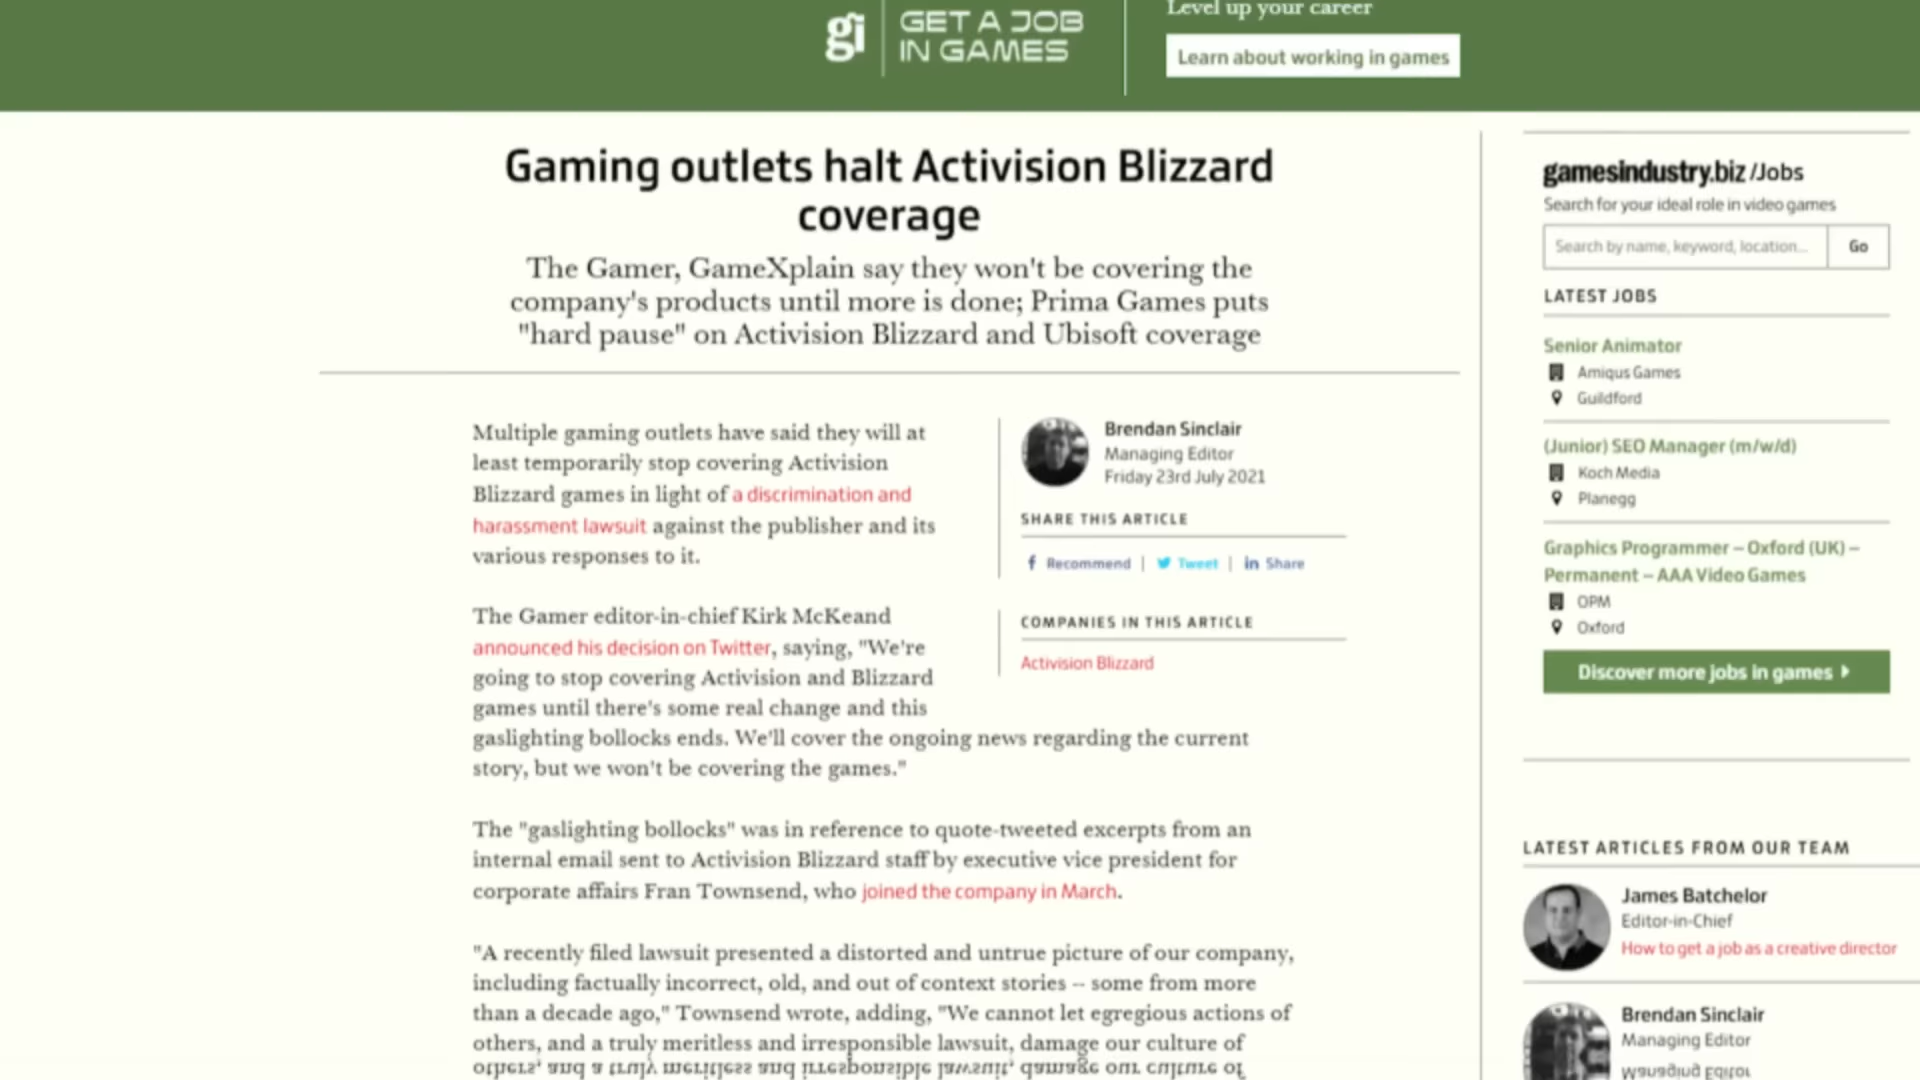 Level up your career
gi
GET A JOB
IN GAMES
Learn about working in games
Gaming outlets halt Activision Blizzard
coverage
The Gamer, GameXplain say they won't be covering the
company's products until more is done; Prima Games puts
"hard pause" on Activision Blizzard and Ubisoft coverage
Multiple gaming outlets have said they will at
least temporarily stop covering Activision
Blizzard games in light of a discrimination and
harassment lawsuit against the publisher and its
various responses to it.
The Gamer editor-in-chief Kirk McKeand
announced his decision on Twitter, saying, "We're
going to stop covering Activision and Blizzard
games until there's some real change and this
gaslighting bollocks ends. We'll cover the ongoing news regarding the current
story, but we won't be covering the games."
The "gaslighting bollocks" was in reference to quote-tweeted excerpts from an
internal email sent to Activision Blizzard staff by executive vice president for
corporate affairs Fran Townsend, who joined the company in March.
"A recently filed lawsuit presented a distorted and untrue picture of our company,
including factually incorrect, old, and out of context stories -- some from more
than a decade ago," Townsend wrote, adding, "We cannot let egregious actions of
others, and a truly meritless and irresponsible lawsuit, damage our culture of
Brendan Sinclair
Managing Editor
Friday 23rd July 2021
SHARE THIS ARTICLE
Recommend | Tweet | in Share
COMPANIES IN THIS ARTICLE
Activision Blizzard
gamesindustry.biz /Jobs
Search for your ideal role in video games
Search by name, keyword, location...
Go
LATEST JOBS
Senior Animator
Amiqus Games
Guildford
(Junior) SEO Manager (m/w/d)
Koch Media
Planegg
Graphics Programmer – Oxford (UK) –
Permanent – AAA Video Games
OPM
Oxford
Discover more jobs in games
LATEST ARTICLES FROM OUR TEAM
James Batchelor
Editor-in-Chief
How to get a job as a creative director
Brendan Sinclair
Managing Editor